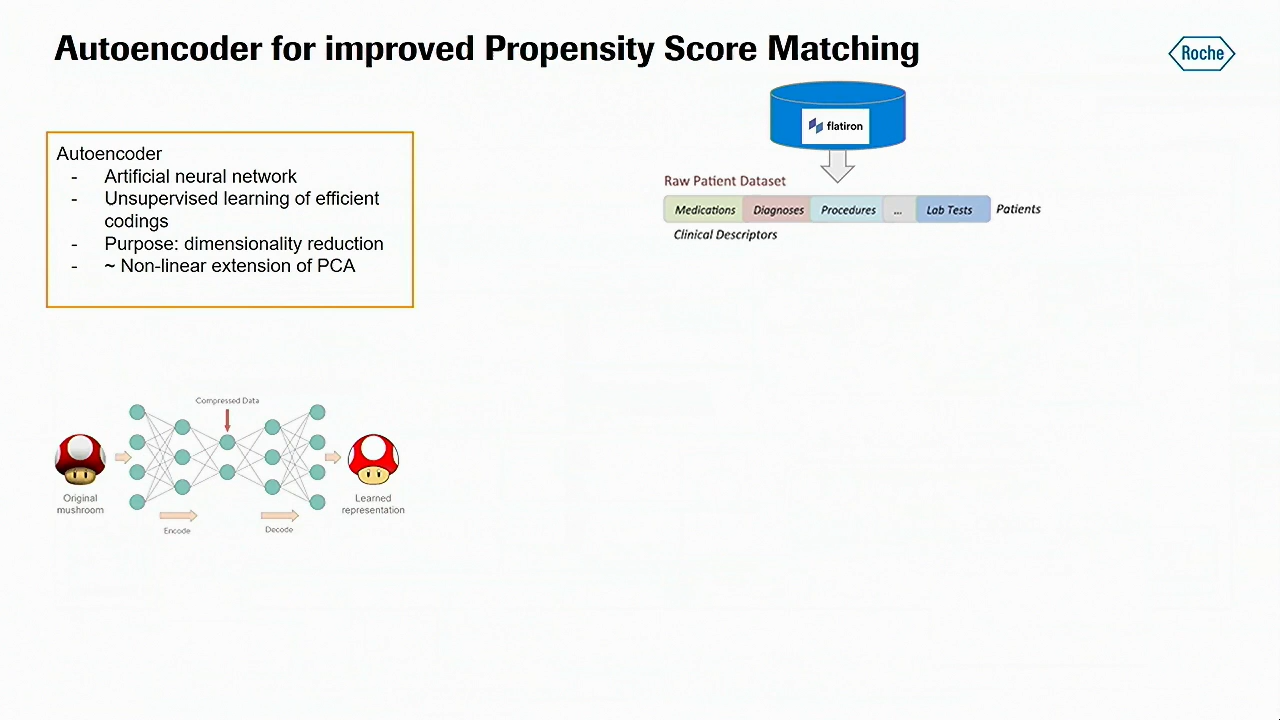 Autoencoder for improved Propensity Score Matching
Roche
flatiron
Autoencoder
- Artificial neural network
- Unsupervised learning of efficient
codings
- Purpose: dimensionality reduction
- ~ Non-linear extension of PCA
Raw Patient Dataset
Medications Diagnoses Procedures ... Lab Tests Patients
Clinical Descriptors
Compressed Data
Original
mushroom
Learned
representation
Encode
Decode